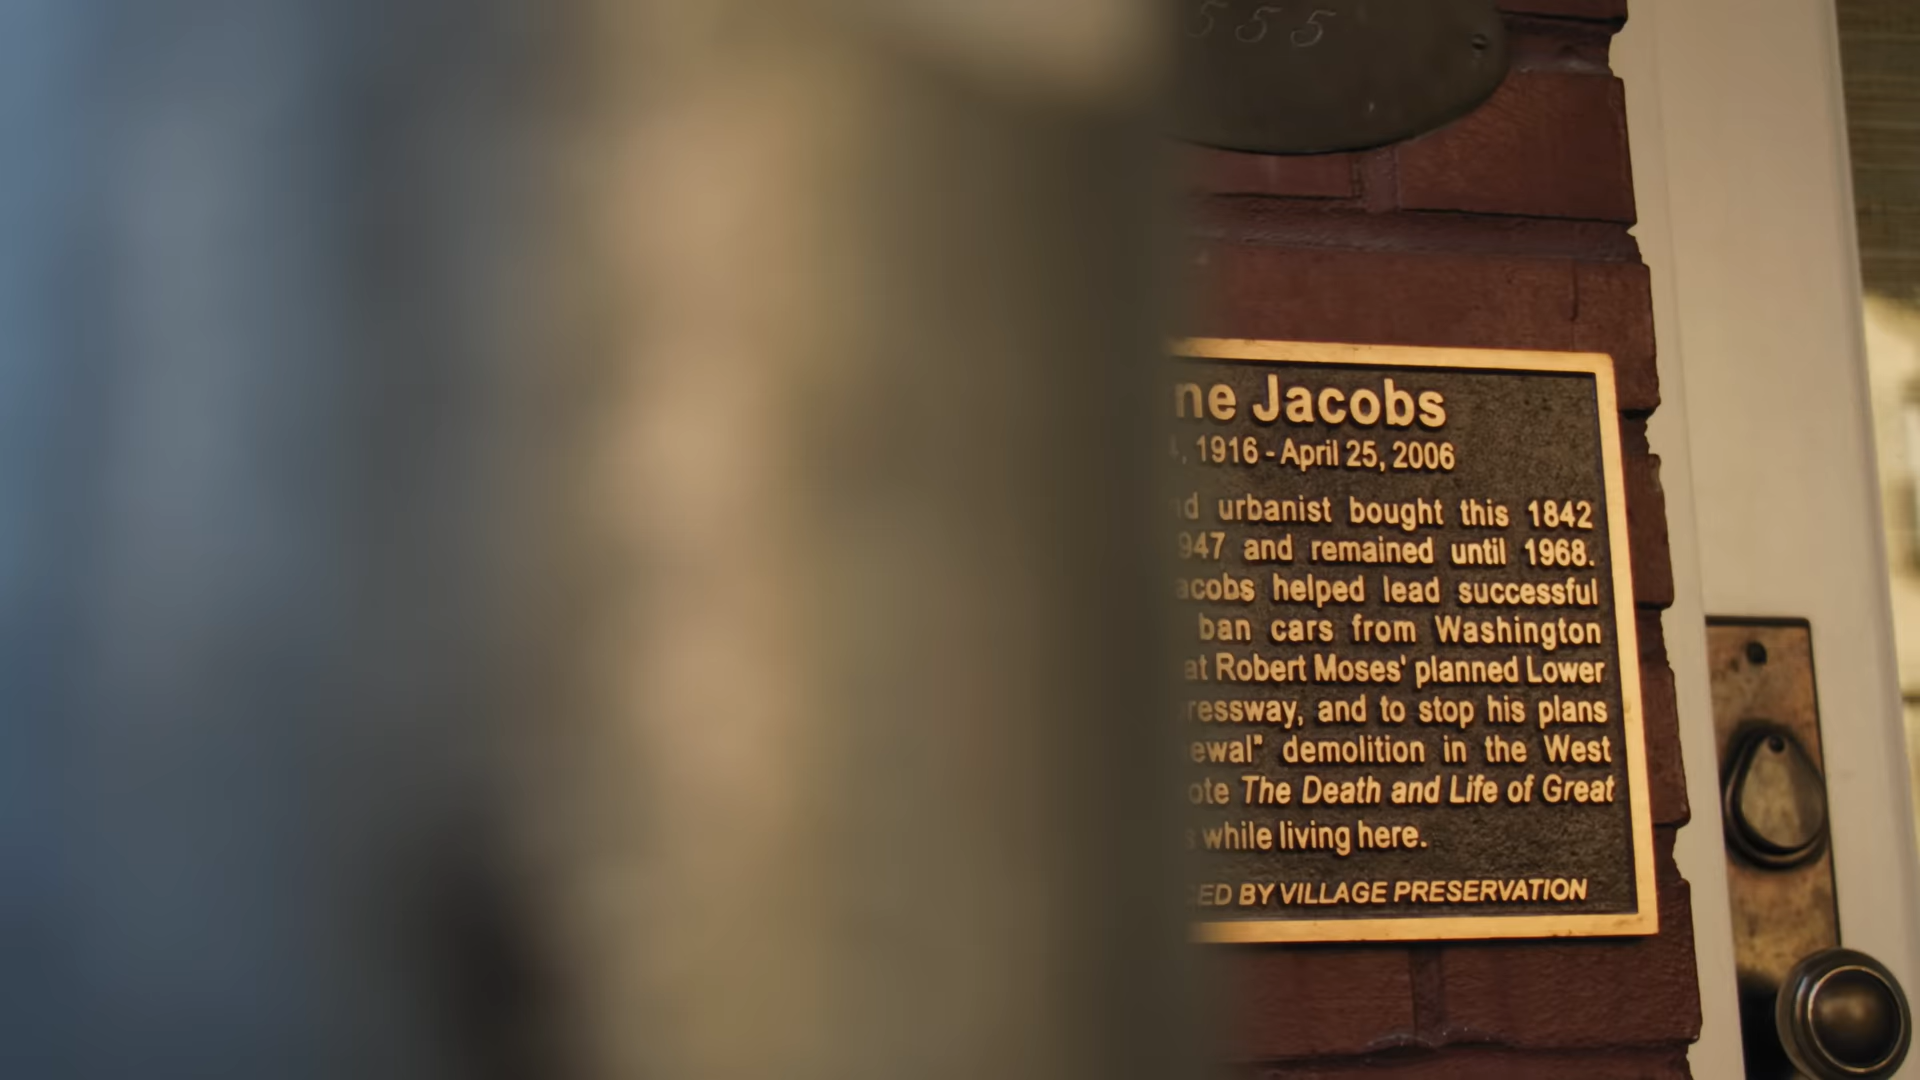 555
ne Jacobs
, 1916 - April 25, 2006
d urbanist bought this 1842
947 and remained until 1968.
acobs helped lead successful
ban cars from Washington
at Robert Moses' planned Lower
ressway, and to stop his plans
ewal" demolition in the West
ote The Death and Life of Great
while living here.
ED BY VILLAGE PRESERVATION